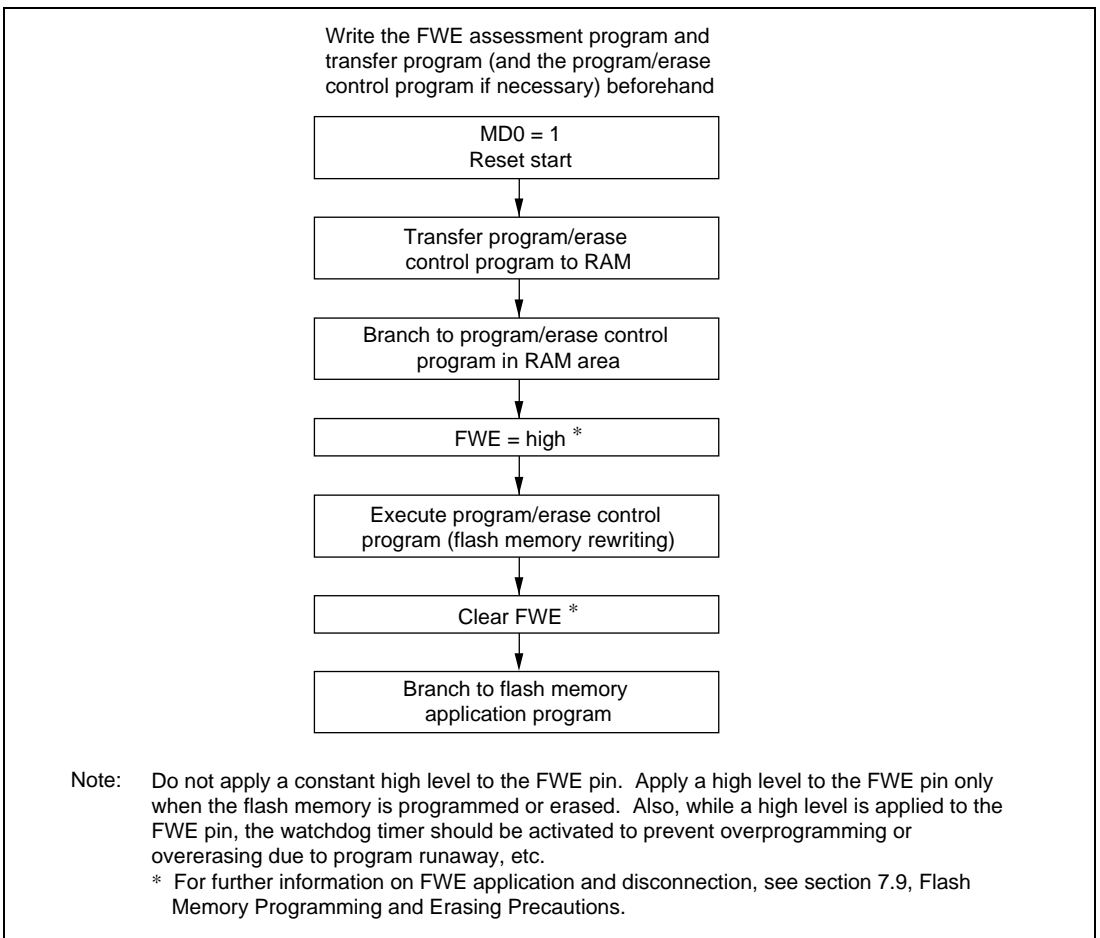 Write the FWE assessment program and
transfer program (and the program/erase
control program if necessary) beforehand
MD0 = 1
Reset start
Transfer program/erase
control program to RAM
Branch to program/erase control
program in RAM area
FWE = high *
Execute program/erase control
program (flash memory rewriting)
Clear FWE *
Branch to flash memory
application program
Note: Do not apply a constant high level to the FWE pin. Apply a high level to the FWE pin only
when the flash memory is programmed or erased. Also, while a high level is applied to the
FWE pin, the watchdog timer should be activated to prevent overprogramming or
overerasing due to program runaway, etc.
* For further information on FWE application and disconnection, see section 7.9, Flash
Memory Programming and Erasing Precautions.